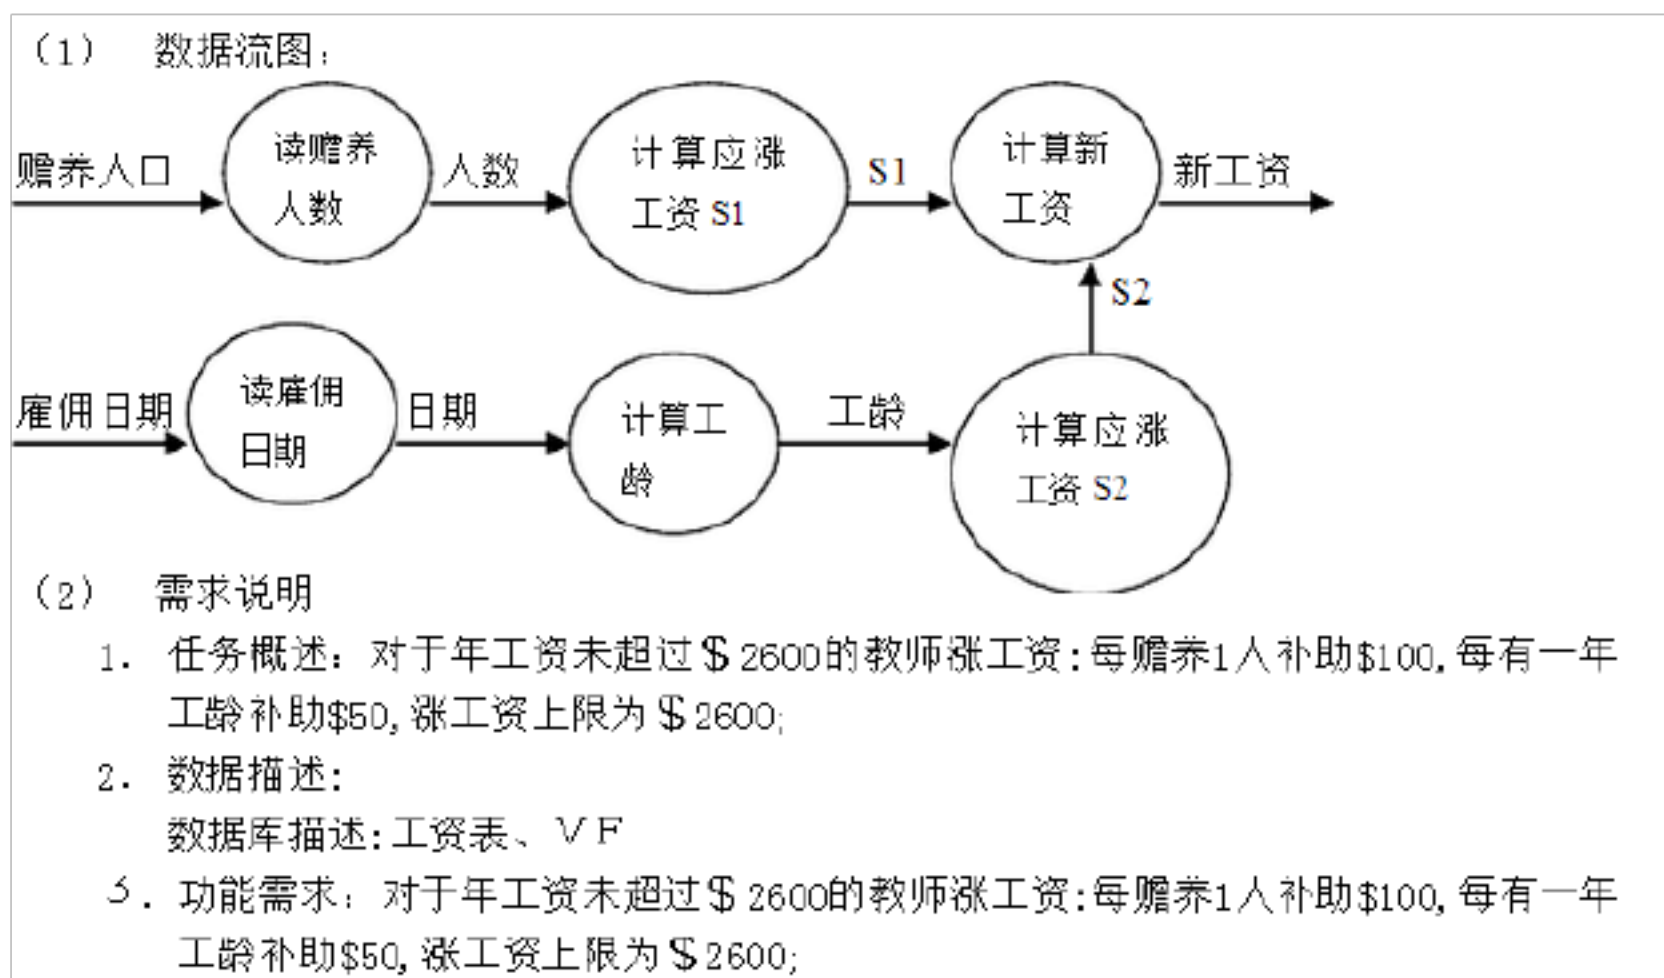 （1） 数据流图：
赡养人口
读赡养
人数
人数
计算应涨
工资 S1
S1
计算新
工资
新工资
S2
雇佣日期
读雇佣
日期
日期
计算工
龄
工龄
计算应涨
工资 S2
（2） 需求说明
1. 任务概述：对于年工资未超过＄2600的教师涨工资:每赡养1人补助$100,每有一年
工龄补助$50,涨工资上限为＄2600;
2. 数据描述:
数据库描述:工资表、ＶＦ
3. 功能需求：对于年工资未超过＄2600的教师涨工资:每赡养1人补助$100,每有一年
工龄补助$50,涨工资上限为＄2600;